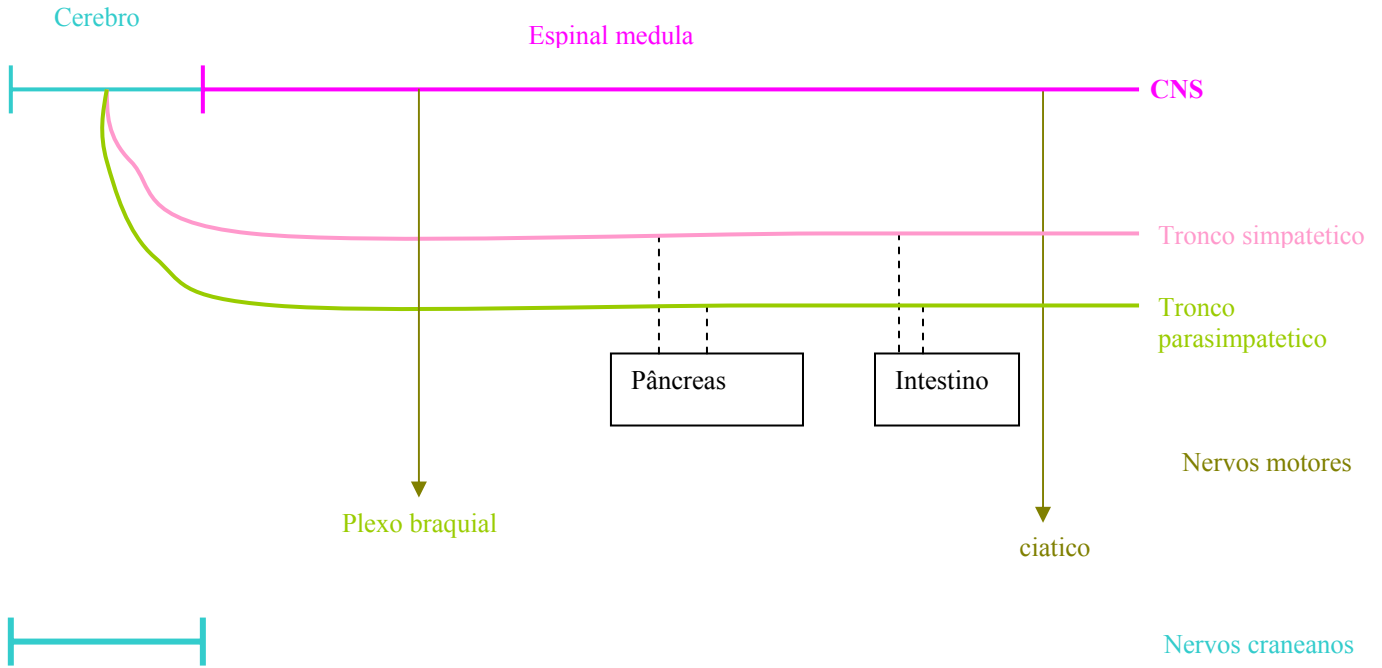 Cerebro
Espinal medula
CNS
Tronco simpatetico
Tronco
parasimpatetico
Pâncreas
Intestino
Nervos motores
Plexo braquial
ciatico
Nervos craneanos